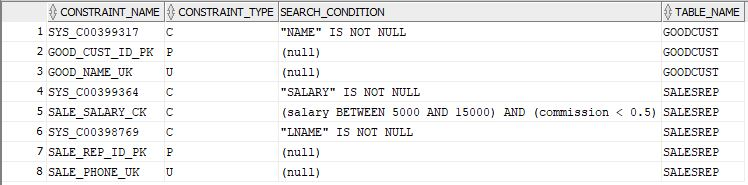 CONSTRAINT_NAME CONSTRAINT_TYPE SEARCH_CONDITION TABLE_NAME
1 SYS_C00399317 C "NAME" IS NOT NULL GOODCUST
2 GOOD_CUST_ID_PK P (null) GOODCUST
3 GOOD_NAME_UK U (null) GOODCUST
4 SYS_C00399364 C "SALARY" IS NOT NULL SALESREP
5 SALE_SALARY_CK C (salary BETWEEN 5000 AND 15000) AND (commission < 0.5) SALESREP
6 SYS_C00398769 C "LNAME" IS NOT NULL SALESREP
7 SALE_REP_ID_PK P (null) SALESREP
8 SALE_PHONE_UK U (null) SALESREP